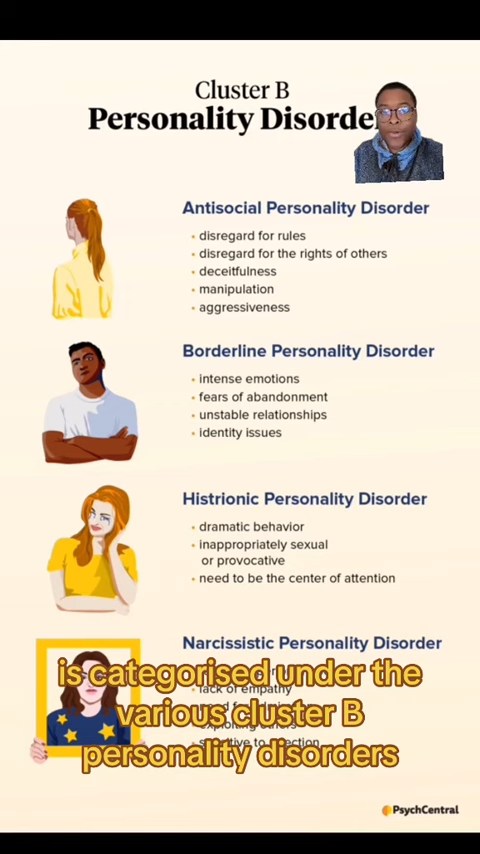 Cluster B
Personality Disorder
Antisocial Personality Disorder
• disregard for rules
• disregard for the rights of others
• deceitfulness
• manipulation
• aggressiveness
Borderline Personality Disorder
• intense emotions
• fears of abandonment
• unstable relationships
• identity issues
Histrionic Personality Disorder
• dramatic behavior
• inappropriately sexual
or provocative
• need to be the center of attention
Narcissistic Personality Disorder
is categorised under the
• lack of empathy
various cluster B
personality disorders
PsychCentral